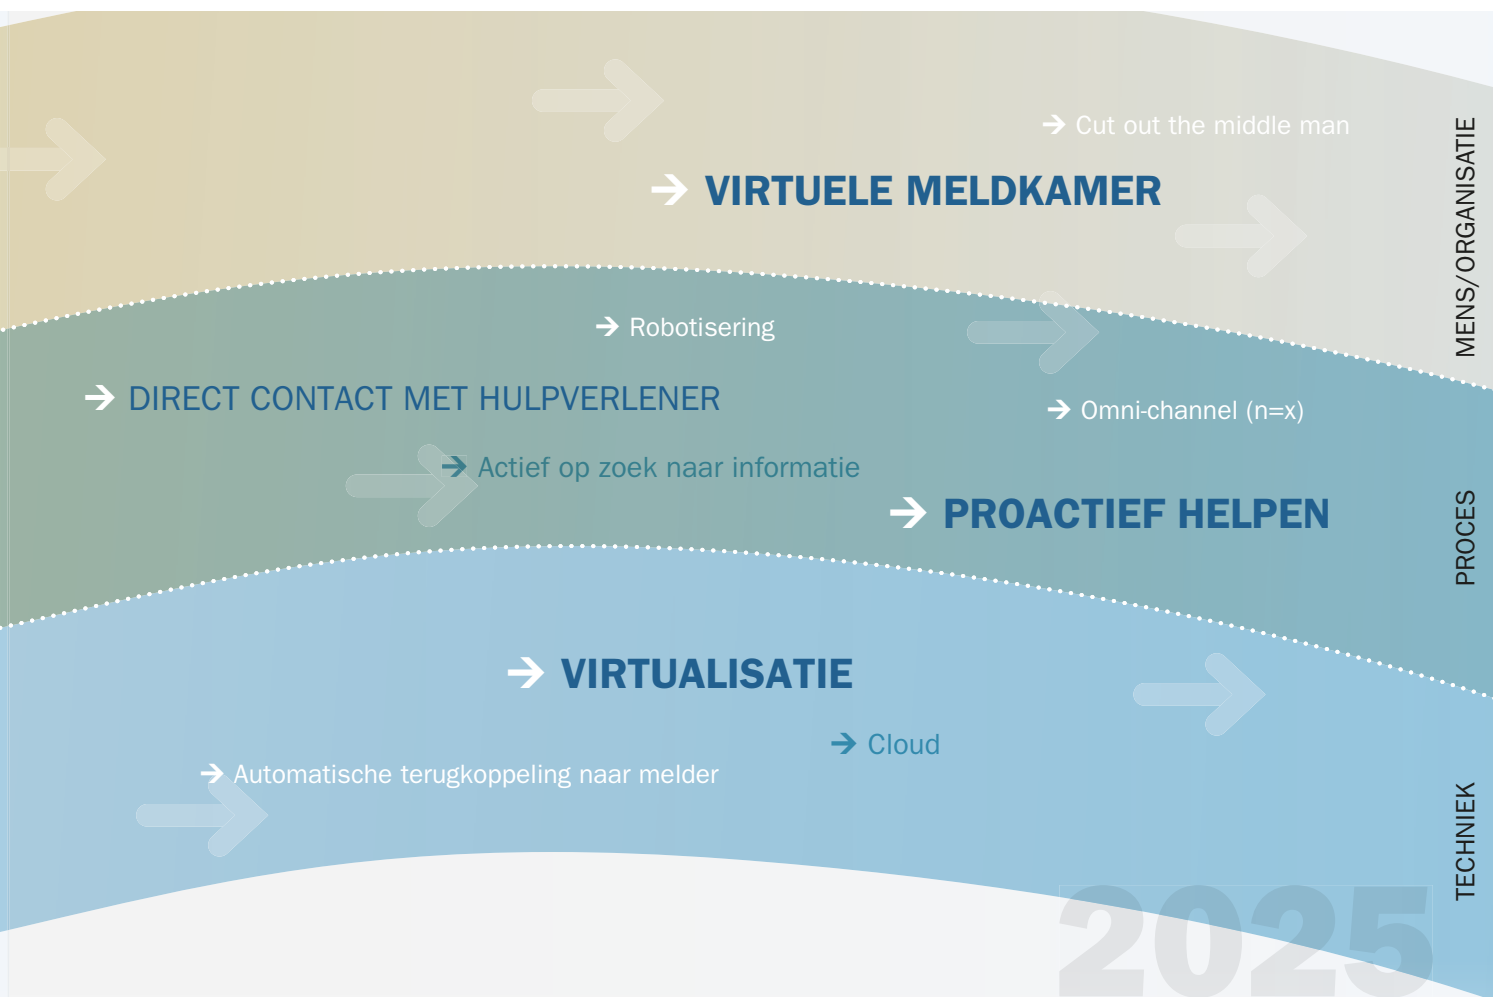 Cut out the middle man
VIRTUELE MELDKAMER
MENS/ORGANISATIE
Robotisering
DIRECT CONTACT MET HULPVERLENER
Omni-channel (n=x)
Actief op zoek naar informatie
PROACTIEF HELPEN
PROCES
VIRTUALISATIE
Cloud
Automatische terugkoppeling naar melder
TECHNIEK
2025